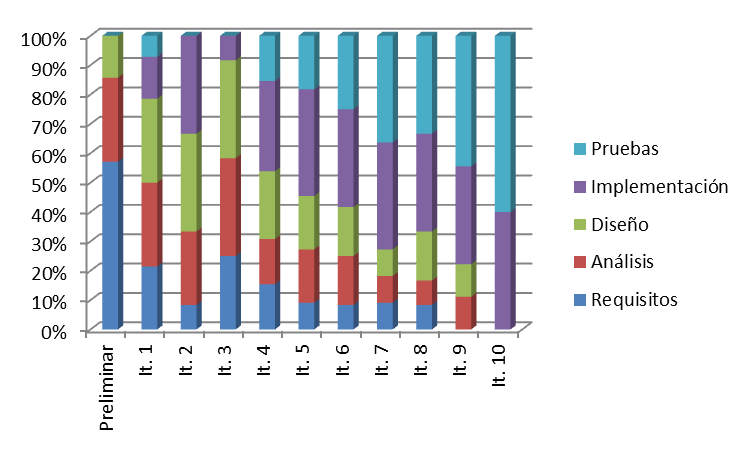 100%
90%
80%
70%
60%
50%
40%
30%
20%
10%
0%
Preliminar
It. 1
It. 2
It. 3
It. 4
It. 5
It. 6
It. 7
It. 8
It. 9
It. 10
Pruebas
Implementación
Diseño
Análisis
Requisitos